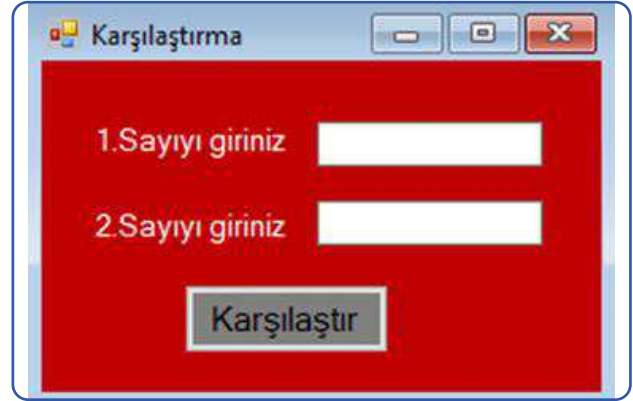 Karşılaştırma
1.Sayıyı giriniz
2.Sayıyı giriniz
Karşılaştır